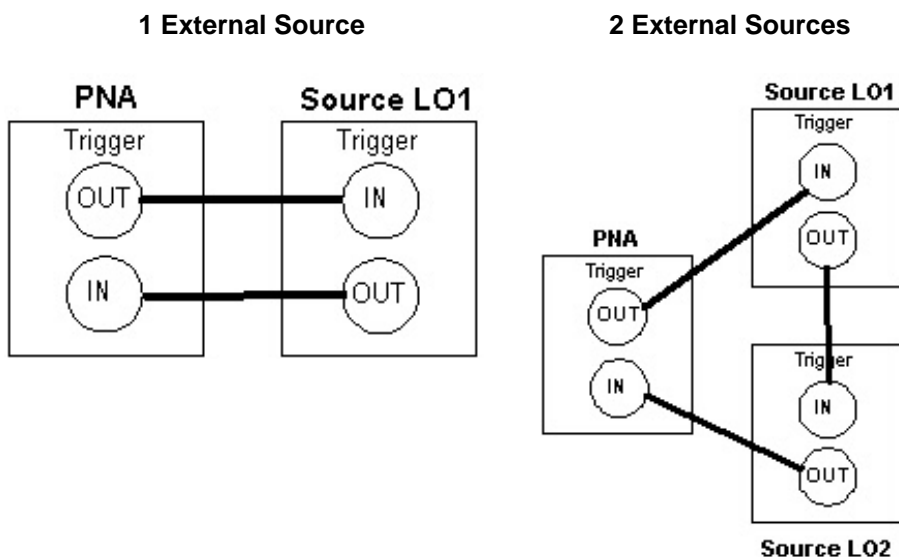 1 External Source
PNA
Source LO1
Trigger
Trigger
OUT
IN
IN
OUT
2 External Sources
Source LO1
Trigger
IN
OUT
PNA
Trigger
OUT
IN
Trigger
IN
OUT
Source LO2